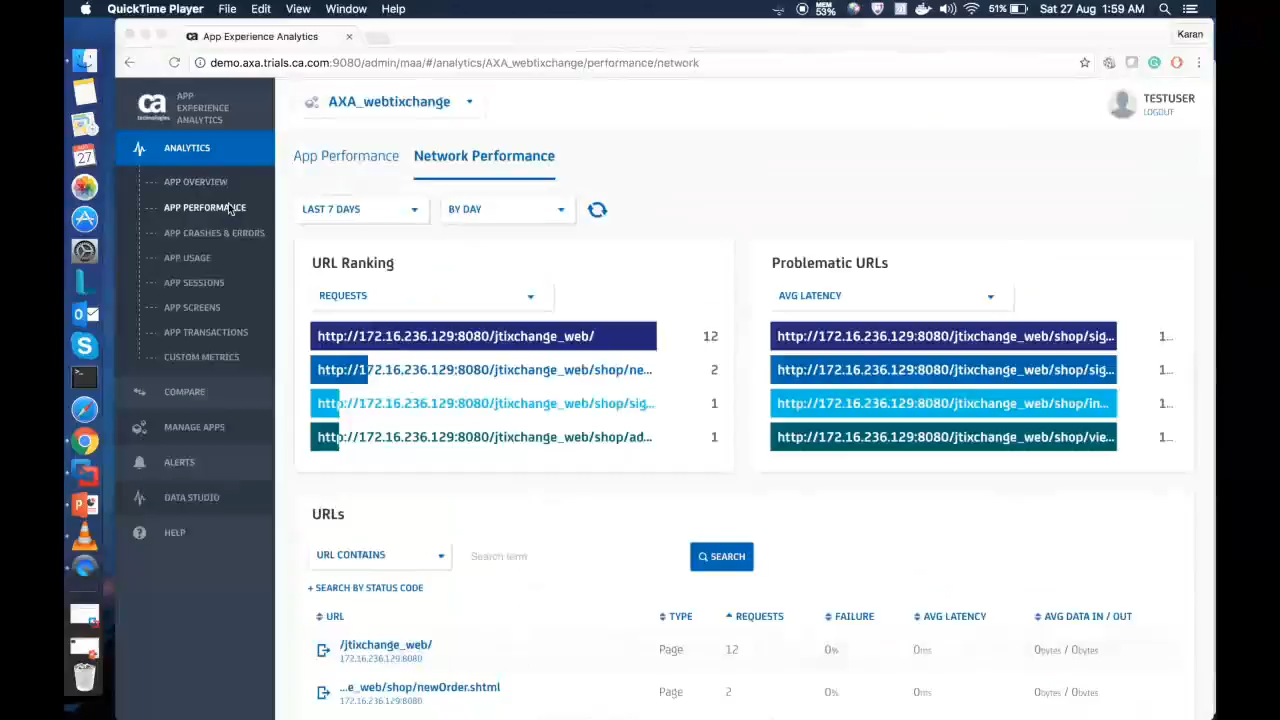 QuickTime Player File Edit View Window Help
MEM 53%
61%
Sat 27 Aug 1:59 AM
App Experience Analytics
Karan
demo.axa.trials.ca.com:9080/admin/maa/#/analytics/AXA_webtixchange/performance/network
ca
technologies
APP
EXPERIENCE
ANALYTICS
AXA_webtixchange
TESTUSER
LOGOUT
ANALYTICS
APP OVERVIEW
APP PERFORMANCE
APP CRASHES & ERRORS
APP USAGE
APP SESSIONS
APP SCREENS
APP TRANSACTIONS
CUSTOM METRICS
COMPARE
MANAGE APPS
ALERTS
DATA STUDIO
HELP
27
App Performance Network Performance
LAST 7 DAYS BY DAY
URL Ranking
REQUESTS
http://172.16.236.129:8080/jtixchange_web/ 12
http://172.16.236.129:8080/jtixchange_web/shop/ne... 2
http://172.16.236.129:8080/jtixchange_web/shop/sig... 1
http://172.16.236.129:8080/jtixchange_web/shop/ad... 1
Problematic URLs
AVG LATENCY
http://172.16.236.129:8080/jtixchange_web/shop/sig... 1...
http://172.16.236.129:8080/jtixchange_web/shop/sig... 1...
http://172.16.236.129:8080/jtixchange_web/shop/in... 1...
http://172.16.236.129:8080/jtixchange_web/shop/vie... 1...
URLs
URL CONTAINS Search term SEARCH
+ SEARCH BY STATUS CODE
URL TYPE REQUESTS FAILURE AVG LATENCY AVG DATA IN / OUT
/jtixchange_web/ Page 12 0% 0ms 0bytes / 0bytes
172.16.236.129:8080
...e_web/shop/newOrder.shtml Page 2 0% 0ms 0bytes / 0bytes
172.16.236.129:8080